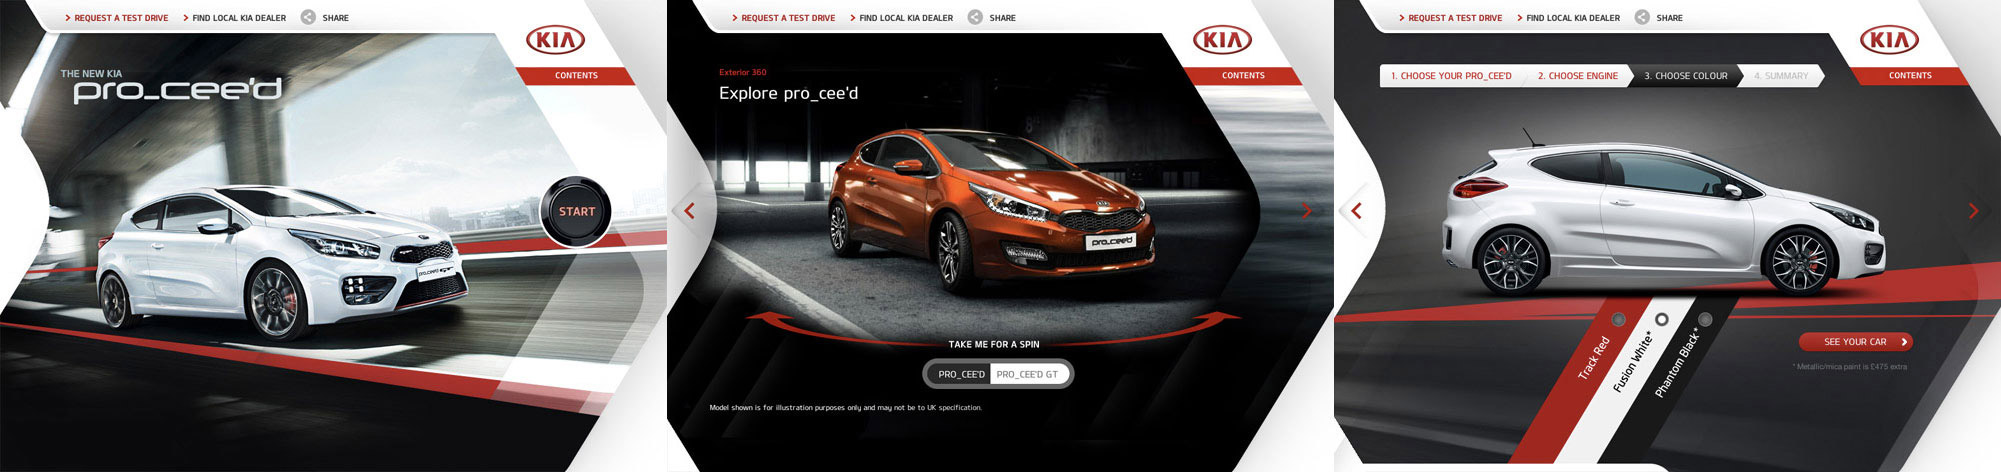 REQUEST A TEST DRIVE
FIND LOCAL KIA DEALER
SHARE
KIA
CONTENTS
THE NEW KIA
pro_cee'd
START
pro_cee'd GT
REQUEST A TEST DRIVE
FIND LOCAL KIA DEALER
SHARE
KIA
CONTENTS
Exterior 360
Explore pro_cee'd
pro_cee'd
TAKE ME FOR A SPIN
PRO_CEE'D
PRO_CEE'D GT
Model shown is for illustration purposes only and may not be to UK specification.
REQUEST A TEST DRIVE
FIND LOCAL KIA DEALER
SHARE
KIA
CONTENTS
1. CHOOSE YOUR PRO_CEE'D
2. CHOOSE ENGINE
3. CHOOSE COLOUR
4. SUMMARY
Track Red
Fusion White*
Phantom Black*
SEE YOUR CAR
* Metallic/mica paint is £475 extra